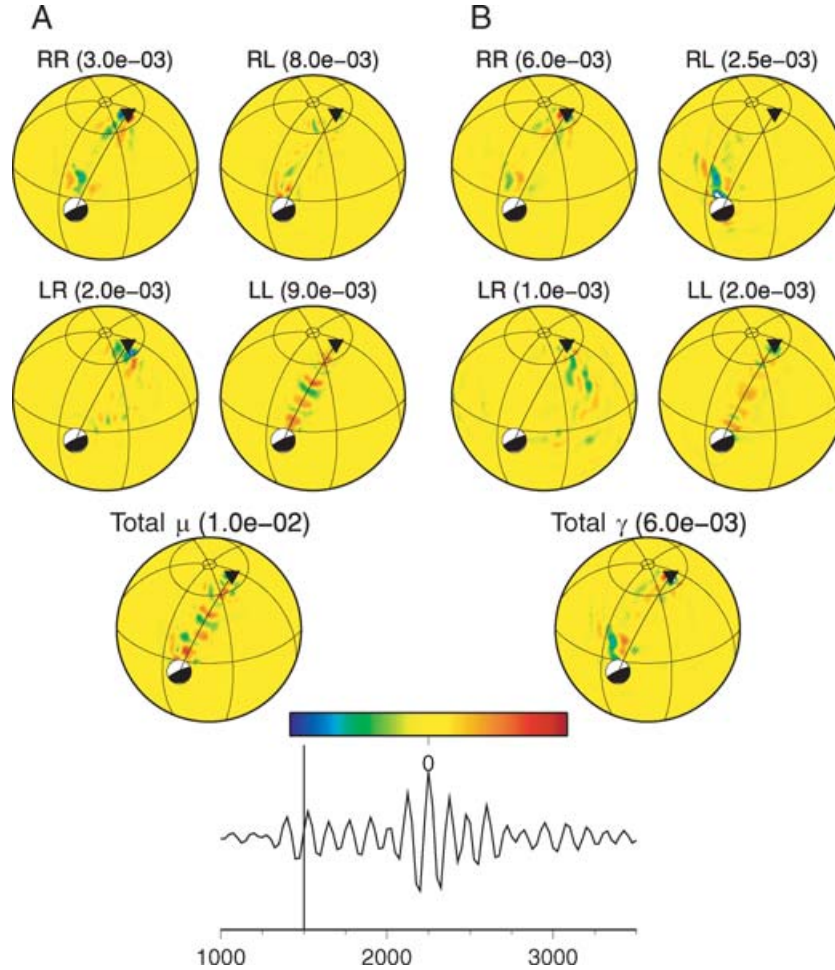 A
B
RR (3.0e−03)
RL (8.0e−03)
RR (6.0e−03)
RL (2.5e−03)
LR (2.0e−03)
LL (9.0e−03)
LR (1.0e−03)
LL (2.0e−03)
Total μ (1.0e−02)
Total γ (6.0e−03)
0
1000
2000
3000